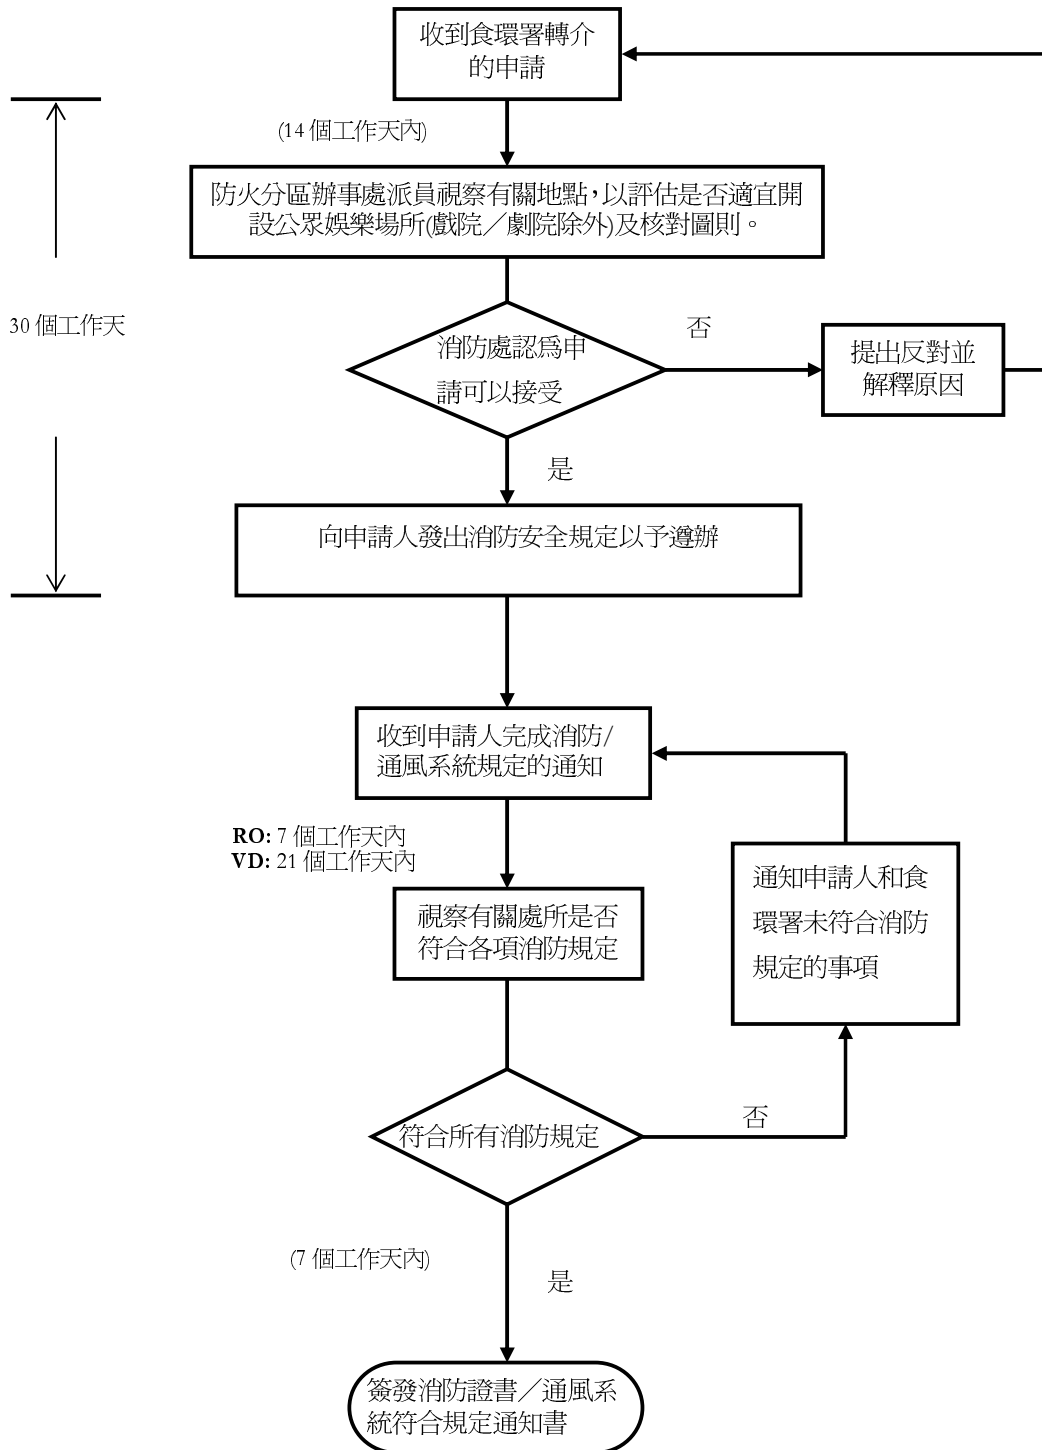 收到食環署轉介
的申請
(14 個工作天內)
防火分區辦事處派員視察有關地點，以評估是否適宜開
設公眾娛樂場所(戲院／劇院除外)及核對圖則。
30 個工作天
消防處認為申
請可以接受
否
提出反對並
解釋原因
是
向申請人發出消防安全規定以予遵辦
收到申請人完成消防/
通風系統規定的通知
RO: 7 個工作天內
VD: 21 個工作天內
視察有關處所是否
符合各項消防規定
通知申請人和食
環署未符合消防
規定的事項
符合所有消防規定
否
(7 個工作天內)
是
簽發消防證書／通風系
統符合規定通知書